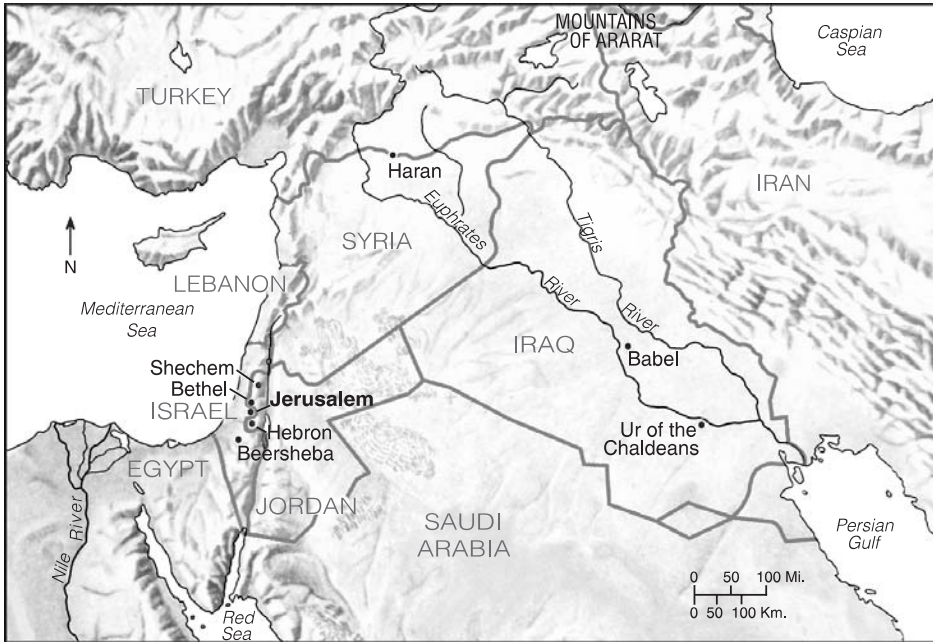 MOUNTAINS
OF ARARAT
Caspian
Sea
TURKEY
Haran
IRAN
Euphrates
Tigris
SYRIA
N
LEBANON
Mediterranean
Sea
River
River
IRAQ
Babel
Shechem
Bethel
Jerusalem
ISRAEL
Hebron
Beersheba
Ur of the
Chaldeans
EGYPT
JORDAN
SAUDI
ARABIA
Nile River
Persian
Gulf
0 50 100 Mi.
0 50 100 Km.
Red
Sea